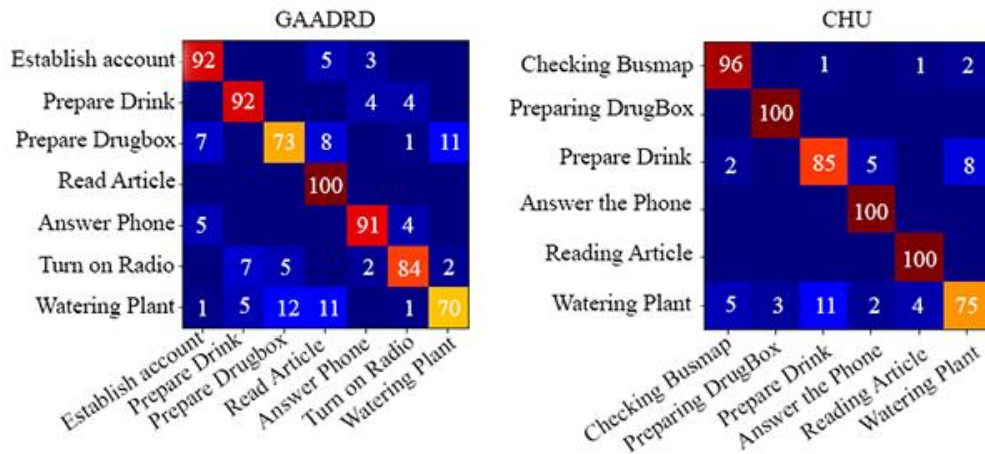 GAADRD
Establish account 92 5 3
Prepare Drink 92 4 4
Prepare Drugbox 7 73 8 1 11
Read Article 100
Answer Phone 5 91 4
Turn on Radio 7 5 2 84 2
Watering Plant 1 5 12 11 1 70
Establish account
Prepare Drink
Prepare Drugbox
Read Article
Answer Phone
Turn on Radio
Watering Plant
CHU
Checking Busmap 96 1 1 2
Preparing DrugBox 100
Prepare Drink 2 85 5 8
Answer the Phone 100
Reading Article 100
Watering Plant 5 3 11 2 4 75
Checking Busmap
Preparing DrugBox
Prepare Drink
Answer the Phone
Reading Article
Watering Plant